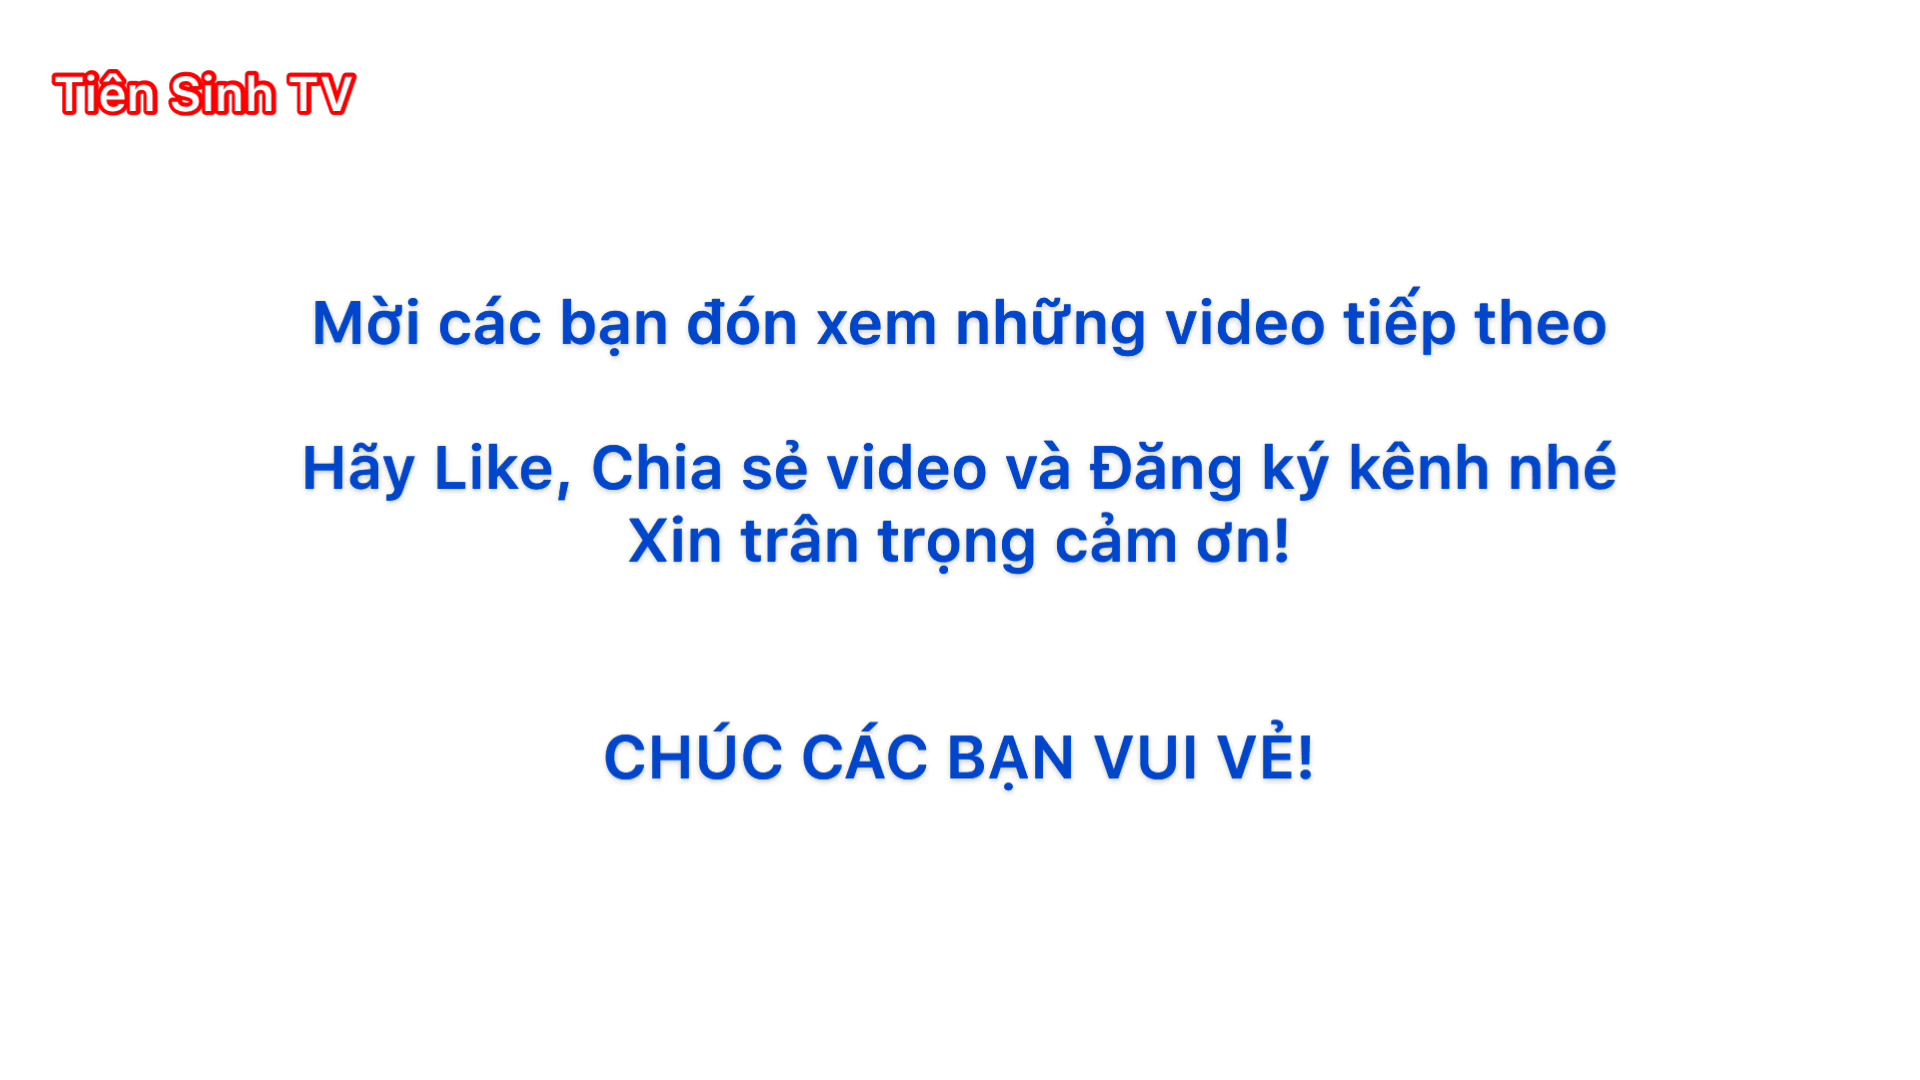 Tiên Sinh TV
Mời các bạn đón xem những video tiếp theo
Hãy Like, Chia sẻ video và Đăng ký kênh nhé
Xin trân trọng cảm ơn!
CHÚC CÁC BẠN VUI VẺ!